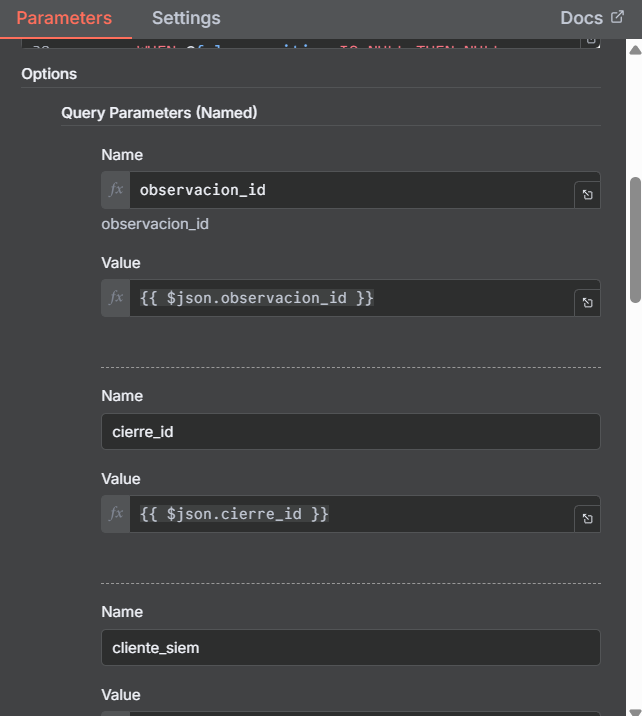 Parameters Settings Docs
Options
Query Parameters (Named)
Name
fx observacion_id
observacion_id
Value
fx {{ $json.observacion_id }}
Name
cierre_id
Value
fx {{ $json.cierre_id }}
Name
cliente_siem
Value